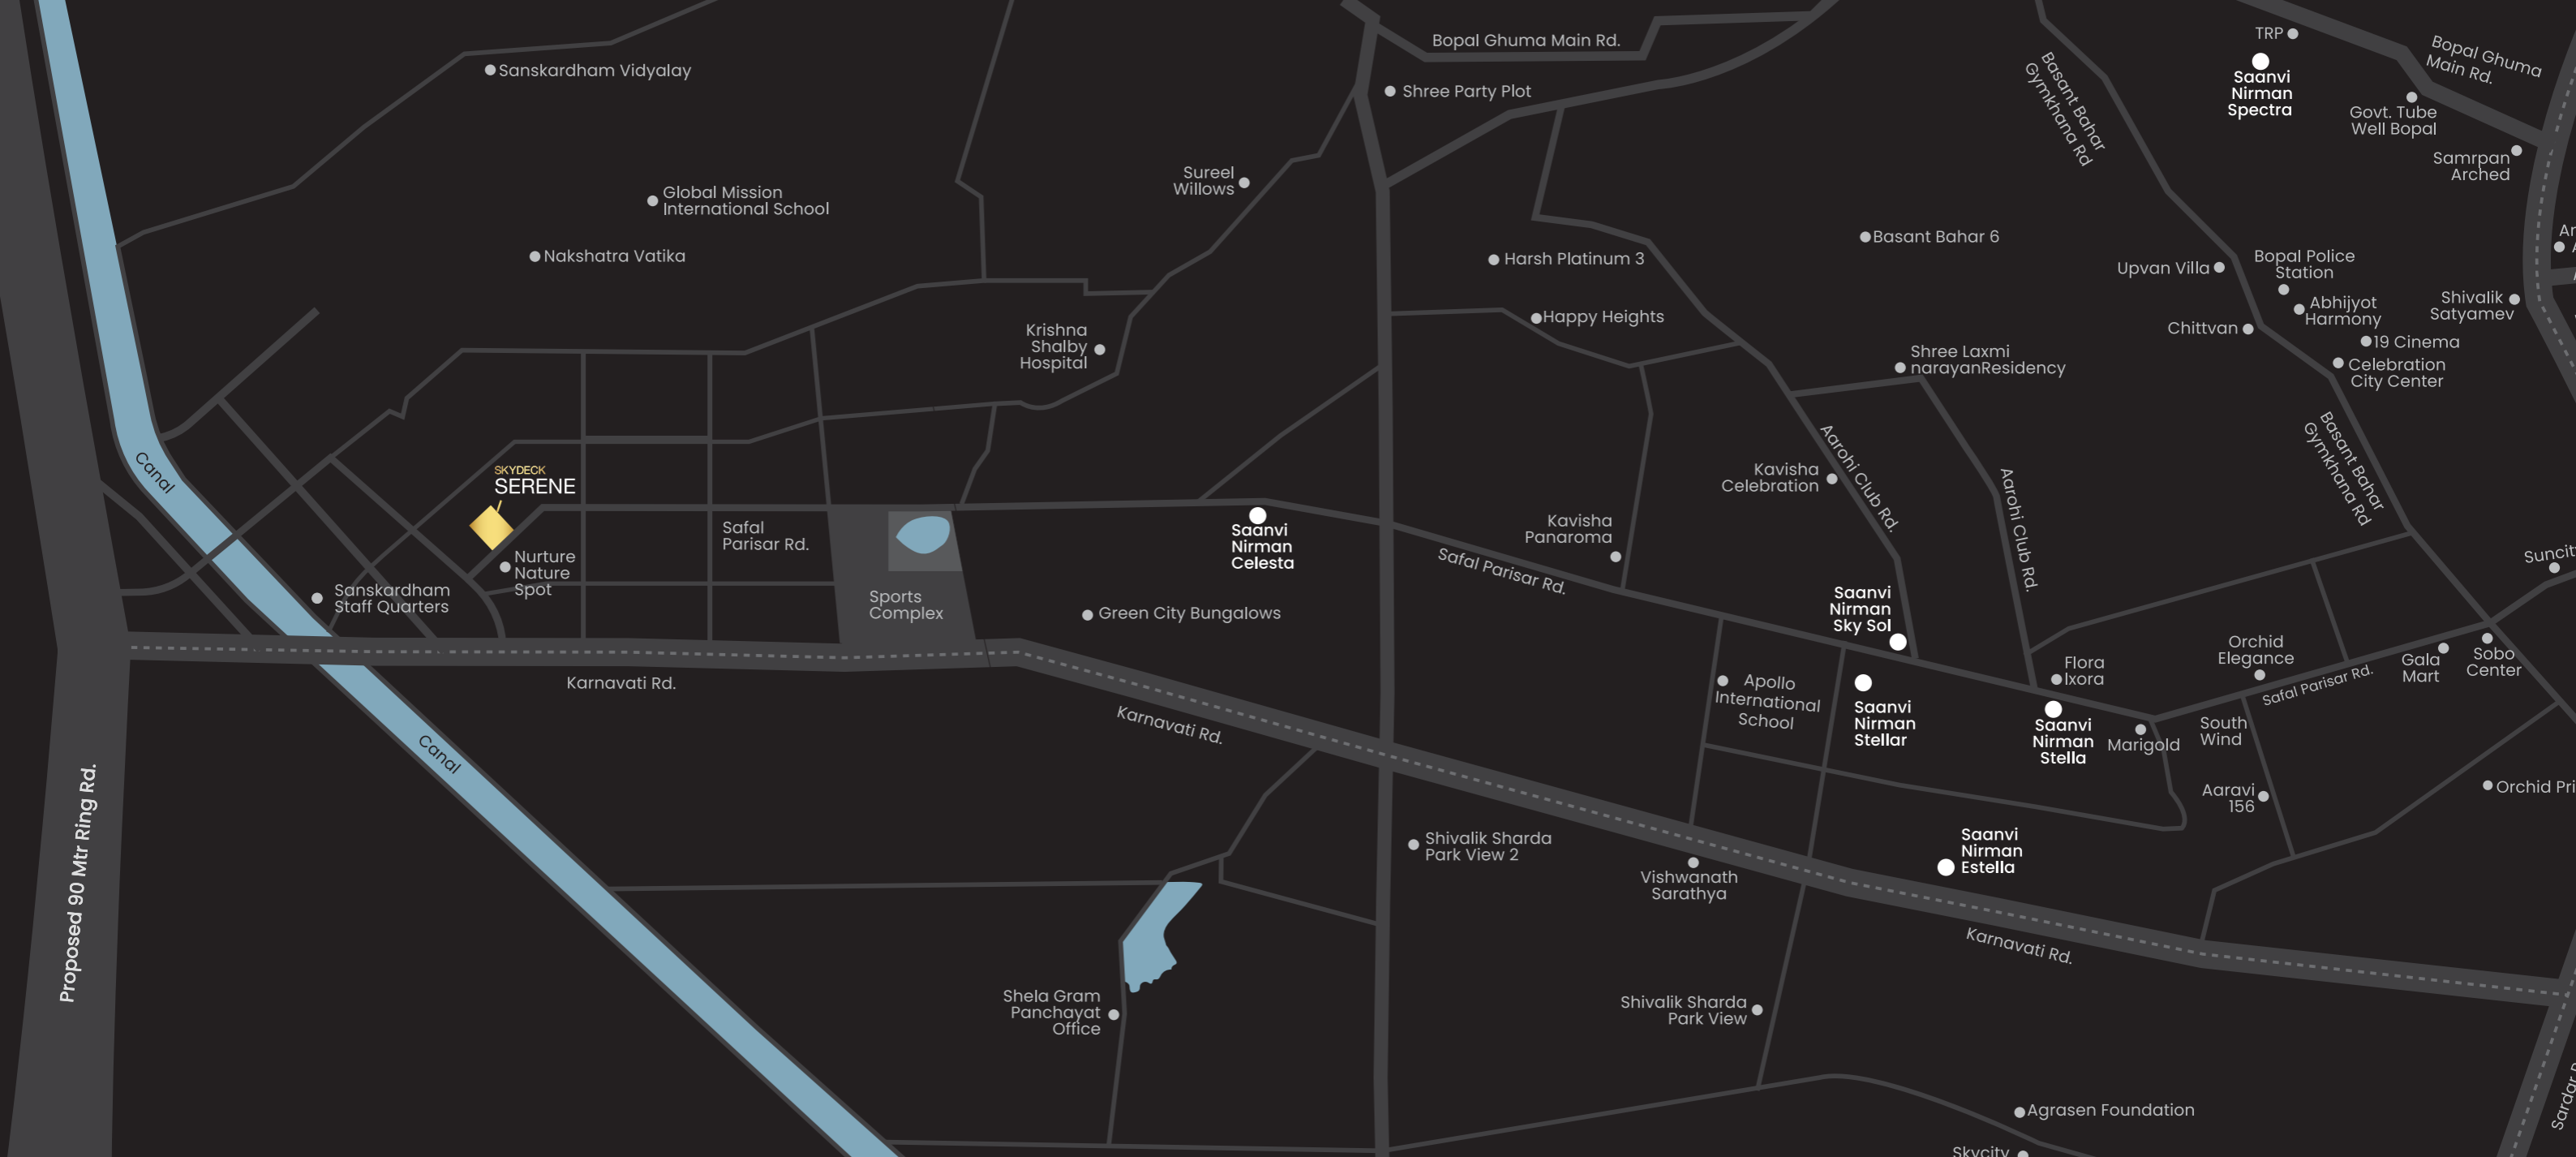 Bopal Ghuma Main Rd.
TRP
Bopal Ghuma
Main Rd.
Sanskardham Vidyalay
Basant Bahar
Gymkhana Rd
Saanvi
Nirman
Spectra
Shree Party Plot
Govt. Tube
Well Bopal
Samrpan
Arched
Sureel
Willows
Global Mission
International School
Basant Bahar 6
Nakshatra Vatika
Harsh Platinum 3
Upvan Villa
Bopal Police
Station
Abhijyot
Harmony
Shivalik
Satyamev
Happy Heights
Chittvan
Krishna
Shalby
Hospital
19 Cinema
Shree Laxmi
narayanResidency
Celebration
City Center
Canal
SKYDECK
SERENE
Kavisha
Celebration
Aarohi Club Rd.
Aarohi Club Rd.
Basant Bahar
Gymkhana Rd
Safal
Parisar Rd.
Saanvi
Nirman
Celesta
Kavisha
Panaroma
Safal Parisar Rd.
Nurture
Nature
Spot
Sanskardham
Staff Quarters
Sports
Complex
Green City Bungalows
Saanvi
Nirman
Sky Sol
Orchid
Elegance
Gala
Mart
Sobo
Center
Karnavati Rd.
Karnavati Rd.
Apollo
International
School
Saanvi
Nirman
Stellar
Flora
Ixora
Saanvi
Nirman
Stella
Marigold
South
Wind
Safal Parisar Rd.
Canal
Aaravi
156
Orchid Pri
Proposed 90 Mtr Ring Rd.
Shivalik Sharda
Park View 2
Vishwanath
Sarathya
Saanvi
Nirman
Estella
Karnavati Rd.
Shela Gram
Panchayat
Office
Shivalik Sharda
Park View
Agrasen Foundation
Skycity
Sardar